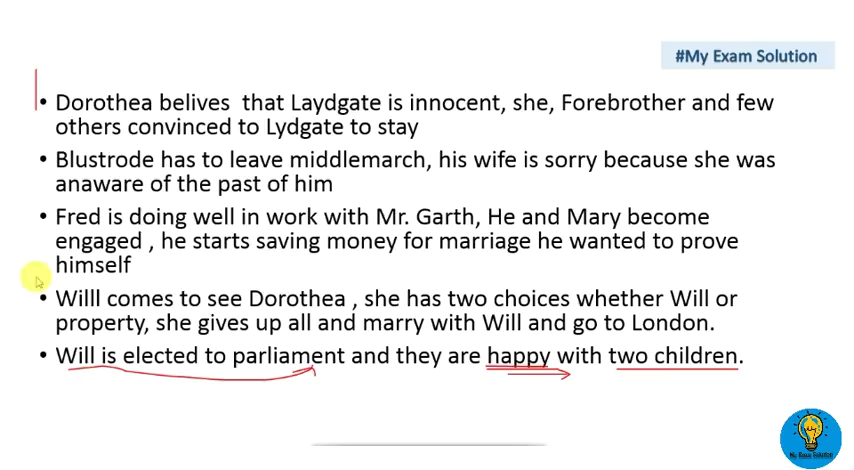 #My Exam Solution
• Dorothea belives that Laydgate is innocent, she, Forebrother and few
others convinced to Lydgate to stay
• Blustrode has to leave middlemarch, his wife is sorry because she was
anaware of the past of him
• Fred is doing well in work with Mr. Garth, He and Mary become
engaged , he starts saving money for marriage he wanted to prove
himself
• Willl comes to see Dorothea , she has two choices whether Will or
property, she gives up all and marry with Will and go to London.
• Will is elected to parliament and they are happy with two children.
My Exam Solution